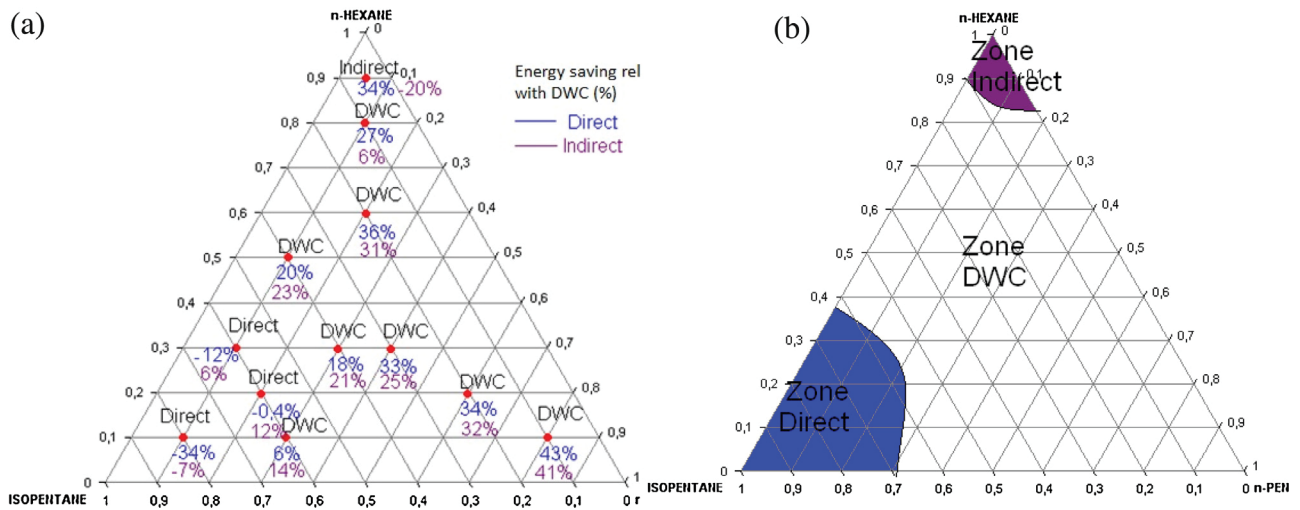 (a)
n-HEXANE
1 0
Indirect
0,9 0,1
34% -20%
DWC
0,8 0,2
27%
6%
Energy saving rel
with DWC (%)
Direct
Indirect
0,7 0,3
DWC
0,6 0,4
36%
31%
DWC
0,5 0,5
20%
23%
0,4 0,6
Direct DWC DWC
0,3 0,7
-12% 18% 33%
6% 21% 25%
Direct DWC
0,2 0,8
-0,4% 34%
12% 32%
Direct DWC DWC
0,1 0,9
-34% 6% 43%
-7% 14% 41%
0 1
ISOPENTANE 1 0,9 0,8 0,7 0,6 0,5 0,4 0,3 0,2 0,1 0 r
(b)
n-HEXANE
1 0
Zone
Indirect
0,9 0,1
0,8 0,2
0,7 0,3
0,6 0,4
Zone
DWC
0,5 0,5
0,4 0,6
0,3 0,7
0,2 0,8
Zone
Direct
0,1 0,9
0 1
ISOPENTANE 1 0,9 0,8 0,7 0,6 0,5 0,4 0,3 0,2 0,1 0 n-PEN